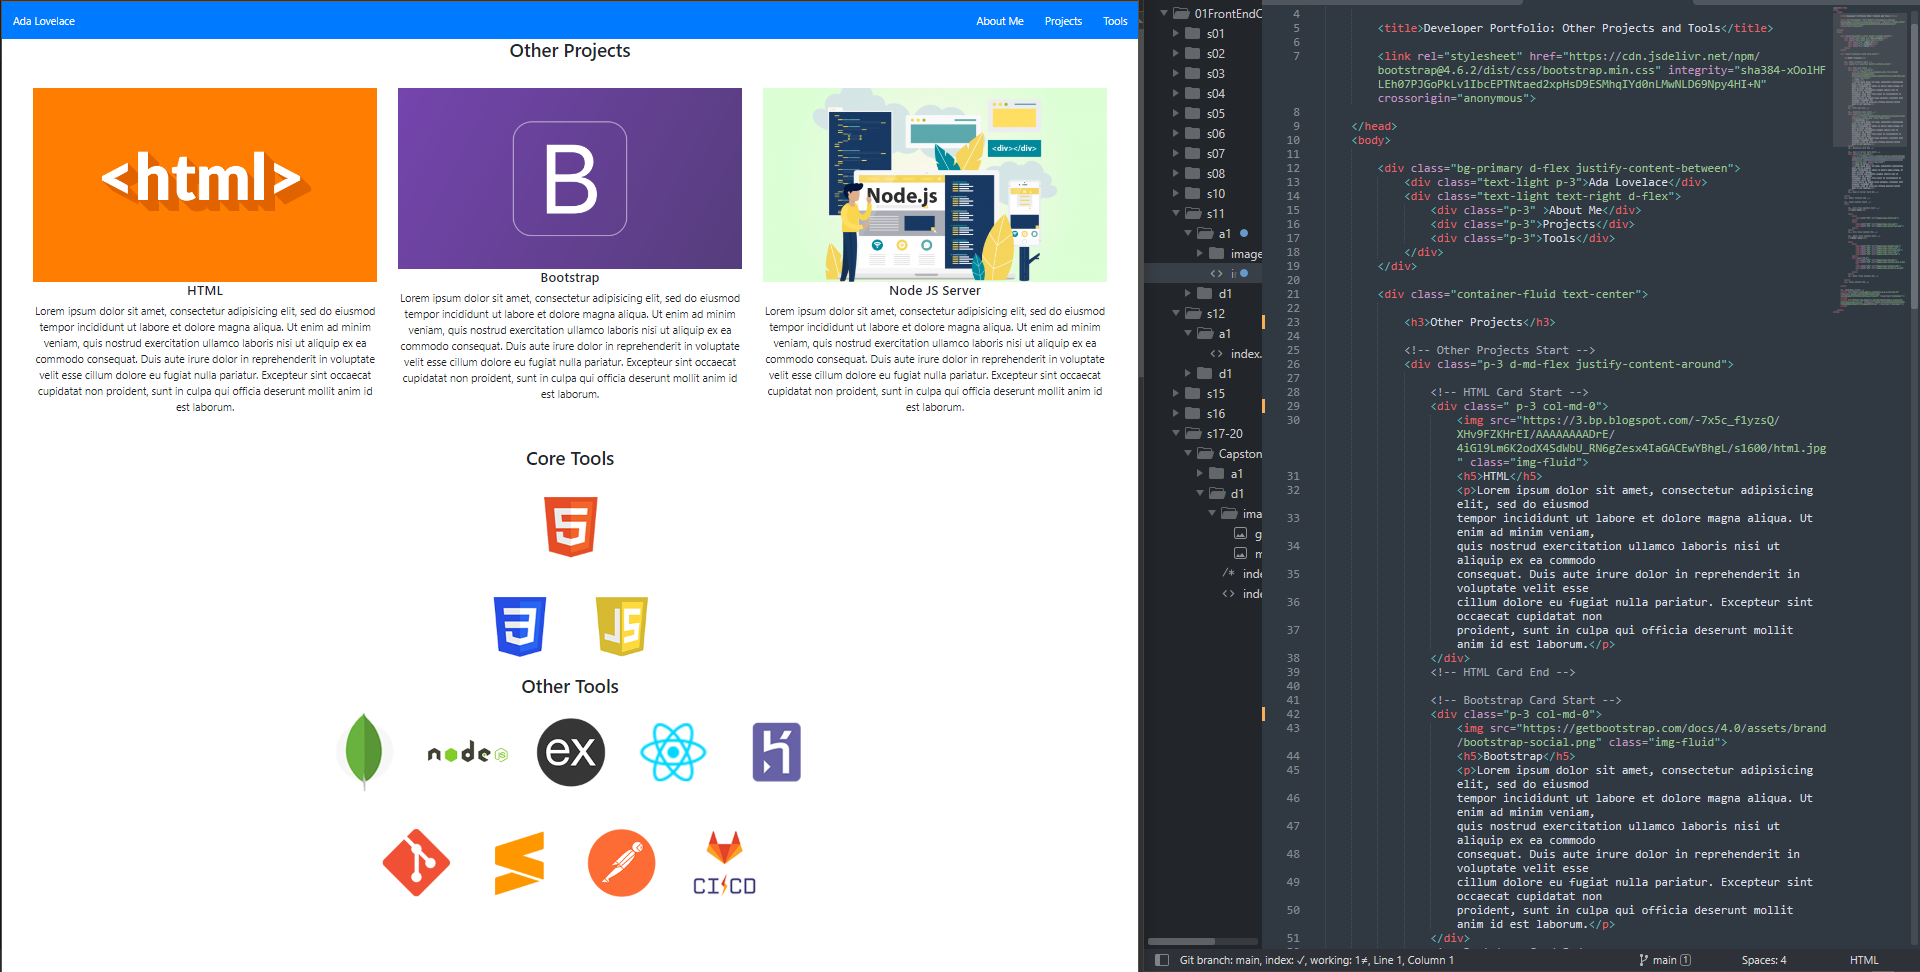 Ada Lovelace
About Me
Projects
Tools
Other Projects
<html>
B
Node.js
<div></div>
HTML
Lorem ipsum dolor sit amet, consectetur adipisicing elit, sed do eiusmod
tempor incididunt ut labore et dolore magna aliqua. Ut enim ad minim
veniam, quis nostrud exercitation ullamco laboris nisi ut aliquip ex ea
commodo consequat. Duis aute irure dolor in reprehenderit in voluptate
velit esse cillum dolore eu fugiat nulla pariatur. Excepteur sint occaecat
cupidatat non proident, sunt in culpa qui officia deserunt mollit anim id
est laborum.
Bootstrap
Lorem ipsum dolor sit amet, consectetur adipisicing elit, sed do eiusmod
tempor incididunt ut labore et dolore magna aliqua. Ut enim ad minim
veniam, quis nostrud exercitation ullamco laboris nisi ut aliquip ex ea
commodo consequat. Duis aute irure dolor in reprehenderit in voluptate
velit esse cillum dolore eu fugiat nulla pariatur. Excepteur sint occaecat
cupidatat non proident, sunt in culpa qui officia deserunt mollit anim id
est laborum.
Node JS Server
Lorem ipsum dolor sit amet, consectetur adipisicing elit, sed do eiusmod
tempor incididunt ut labore et dolore magna aliqua. Ut enim ad minim
veniam, quis nostrud exercitation ullamco laboris nisi ut aliquip ex ea
commodo consequat. Duis aute irure dolor in reprehenderit in voluptate
velit esse cillum dolore eu fugiat nulla pariatur. Excepteur sint occaecat
cupidatat non proident, sunt in culpa qui officia deserunt mollit anim id
est laborum.
Core Tools
5
3
JS
Other Tools
node JS
ex
CI CD
01FrontEndC
s01
s02
s03
s04
s05
s06
s07
s08
s10
s11
a1
image
d1
s12
a1
index.
d1
s15
s16
s17-20
Capston
a1
d1
ima
g
m
/* inde
<> inde
4
5 <title>Developer Portfolio: Other Projects and Tools</title>
6
7 <link rel="stylesheet" href="https://cdn.jsdelivr.net/npm/
bootstrap@4.6.2/dist/css/bootstrap.min.css" integrity="sha384-xOolHF
LEh07PJGoPkLv1IbcEPTNtaed2xpHsD9ESMhqIYd0nLMwNLD69Npy4HI+N"
crossorigin="anonymous">
8
9 </head>
10 <body>
11
12 <div class="bg-primary d-flex justify-content-between">
13 <div class="text-light p-3">Ada Lovelace</div>
14 <div class="text-light text-right d-flex">
15 <div class="p-3" >About Me</div>
16 <div class="p-3">Projects</div>
17 <div class="p-3">Tools</div>
18 </div>
19 </div>
20
21 <div class="container-fluid text-center">
22
23 <h3>Other Projects</h3>
24
25 <!-- Other Projects Start -->
26 <div class="p-3 d-md-flex justify-content-around">
27
28 <!-- HTML Card Start -->
29 <div class=" p-3 col-md-0">
30 <img src="https://3.bp.blogspot.com/-7x5c_f1yzsQ/
XHv9FZKHrEI/AAAAAAAADrE/
4iGl9Lm6K2odX4SdWbU_RN6gZesx4IaGACEwYBhgL/s1600/html.jpg
" class="img-fluid">
31 <h5>HTML</h5>
32 <p>Lorem ipsum dolor sit amet, consectetur adipisicing
elit, sed do eiusmod
33 tempor incididunt ut labore et dolore magna aliqua. Ut
enim ad minim veniam,
34 quis nostrud exercitation ullamco laboris nisi ut
aliquip ex ea commodo
35 consequat. Duis aute irure dolor in reprehenderit in
voluptate velit esse
36 cillum dolore eu fugiat nulla pariatur. Excepteur sint
occaecat cupidatat non
37 proident, sunt in culpa qui officia deserunt mollit
anim id est laborum.</p>
38 </div>
39 <!-- HTML Card End -->
40
41 <!-- Bootstrap Card Start -->
42 <div class="p-3 col-md-0">
43 <img src="https://getbootstrap.com/docs/4.0/assets/brand
/bootstrap-social.png" class="img-fluid">
44 <h5>Bootstrap</h5>
45 <p>Lorem ipsum dolor sit amet, consectetur adipisicing
elit, sed do eiusmod
46 tempor incididunt ut labore et dolore magna aliqua. Ut
enim ad minim veniam,
47 quis nostrud exercitation ullamco laboris nisi ut
aliquip ex ea commodo
48 consequat. Duis aute irure dolor in reprehenderit in
voluptate velit esse
49 cillum dolore eu fugiat nulla pariatur. Excepteur sint
occaecat cupidatat non
50 proident, sunt in culpa qui officia deserunt mollit
anim id est laborum.</p>
51 </div>
Git branch: main, index: ✓, working: 1≠, Line 1, Column 1
main 1
Spaces: 4
HTML